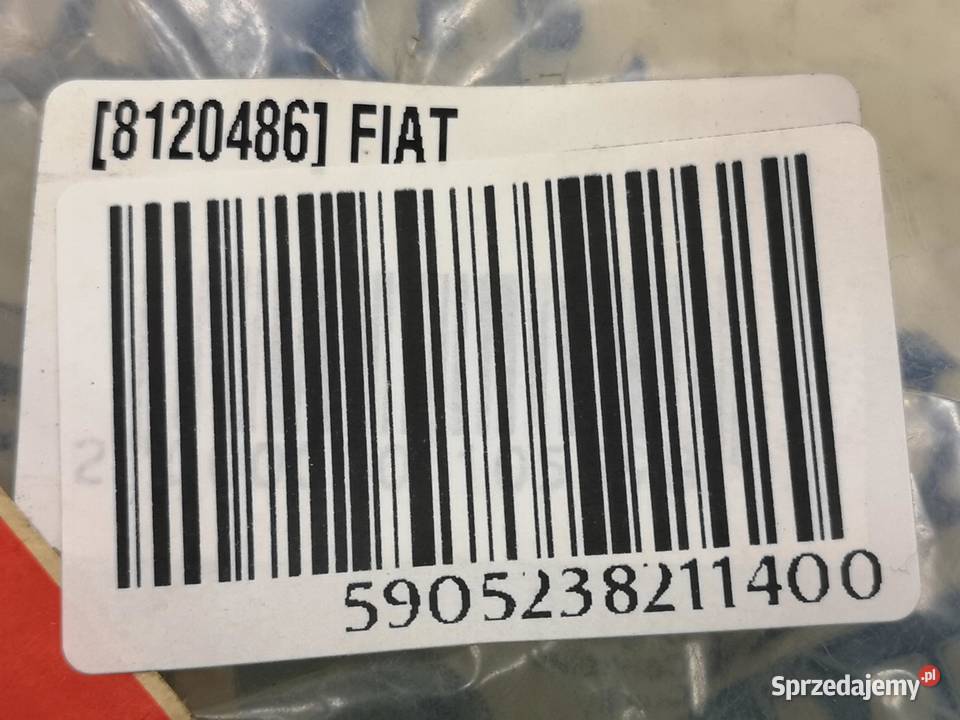 [8120486] FIAT
5905238211400
Sprzedajemy.pl